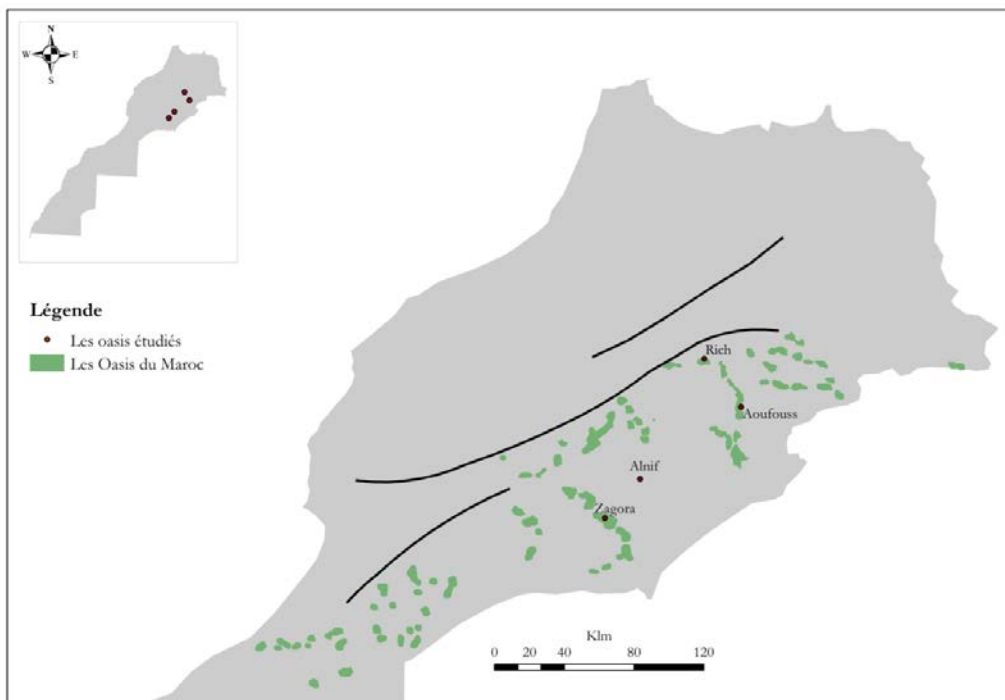 N
W E
S
Légende
Les oasis étudiés
Les Oasis du Maroc
Rich
Aoufouss
Alnif
Zagora
Klm
0 20 40 80 120